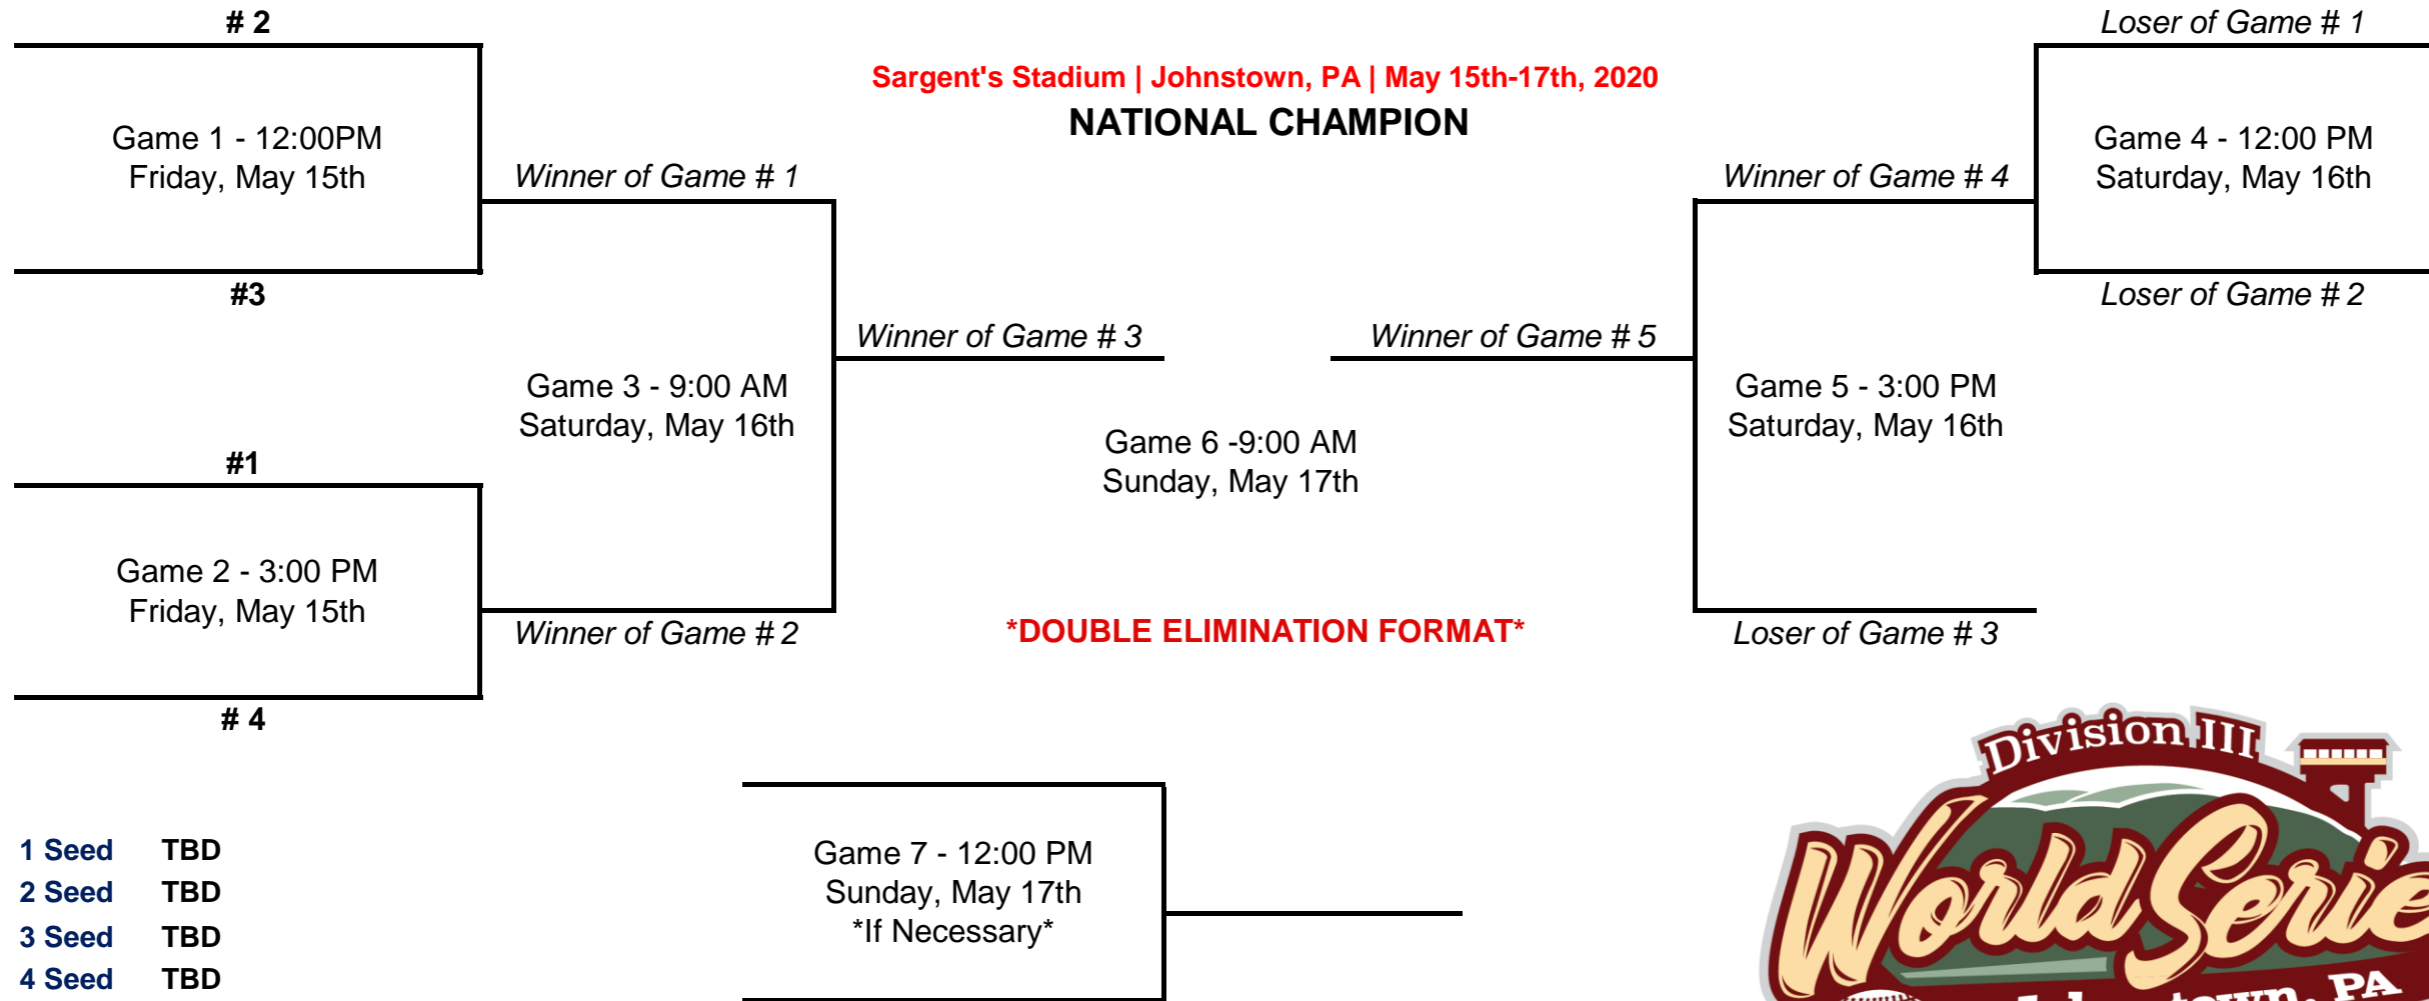 # 2
Loser of Game # 1
Sargent's Stadium | Johnstown, PA | May 15th-17th, 2020
NATIONAL CHAMPION
Game 1 - 12:00PM
Friday, May 15th
Winner of Game # 1
Winner of Game # 4
Game 4 - 12:00 PM
Saturday, May 16th
#3
Loser of Game # 2
Winner of Game # 3
Winner of Game # 5
Game 3 - 9:00 AM
Saturday, May 16th
Game 5 - 3:00 PM
Saturday, May 16th
Game 6 -9:00 AM
Sunday, May 17th
#1
Game 2 - 3:00 PM
Friday, May 15th
Winner of Game # 2
*DOUBLE ELIMINATION FORMAT*
Loser of Game # 3
# 4
Game 7 - 12:00 PM
Sunday, May 17th
*If Necessary*
1 Seed TBD
2 Seed TBD
3 Seed TBD
4 Seed TBD
Division III
World Serie
PA